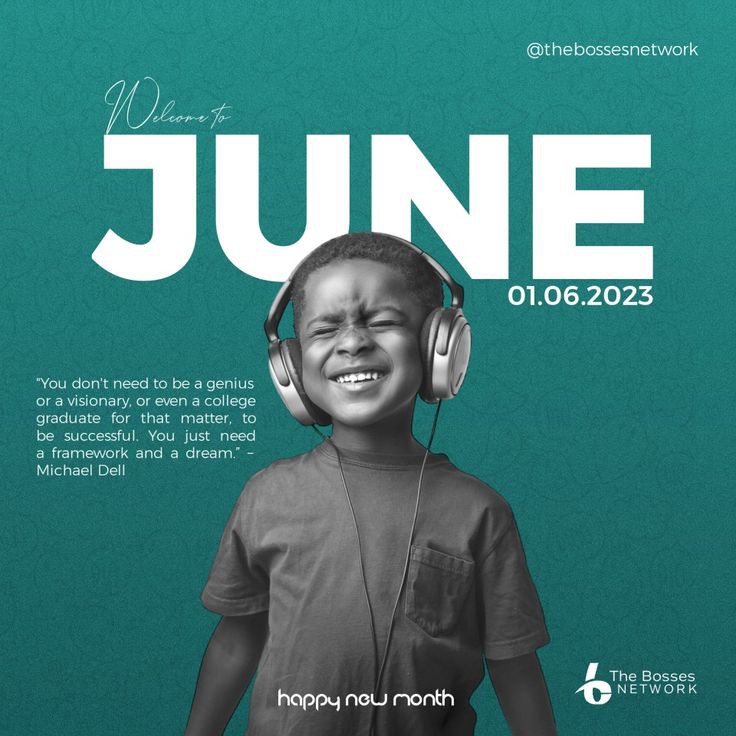 @thebossesnetwork
Welcome to
JUNE
01.06.2023
"You don't need to be a genius
or a visionary, or even a college
graduate for that matter, to
be successful. You just need
a framework and a dream." –
Michael Dell
happy new month
The Bosses
NETWORK